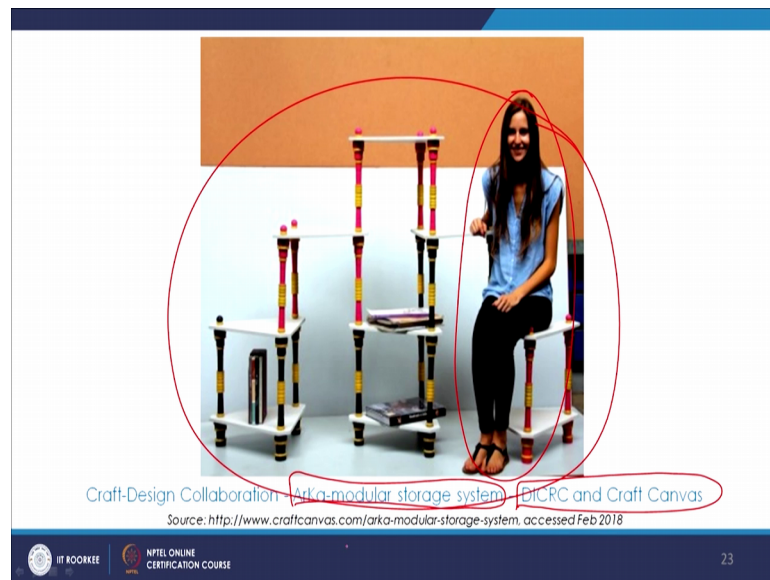 Craft-Design Collaboration - ArKa-modular storage system - DICRC and Craft Canvas
Source: http://www.craftcanvas.com/arka-modular-storage-system, accessed Feb 2018
IIT ROORKEE
NPTEL ONLINE
CERTIFICATION COURSE
23